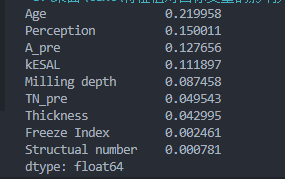 Age 0.219958
Perception 0.150011
A_pre 0.127656
kESAL 0.111897
Milling depth 0.087458
TN_pre 0.049543
Thickness 0.042995
Freeze Index 0.002461
Structual number 0.000781
dtype: float64